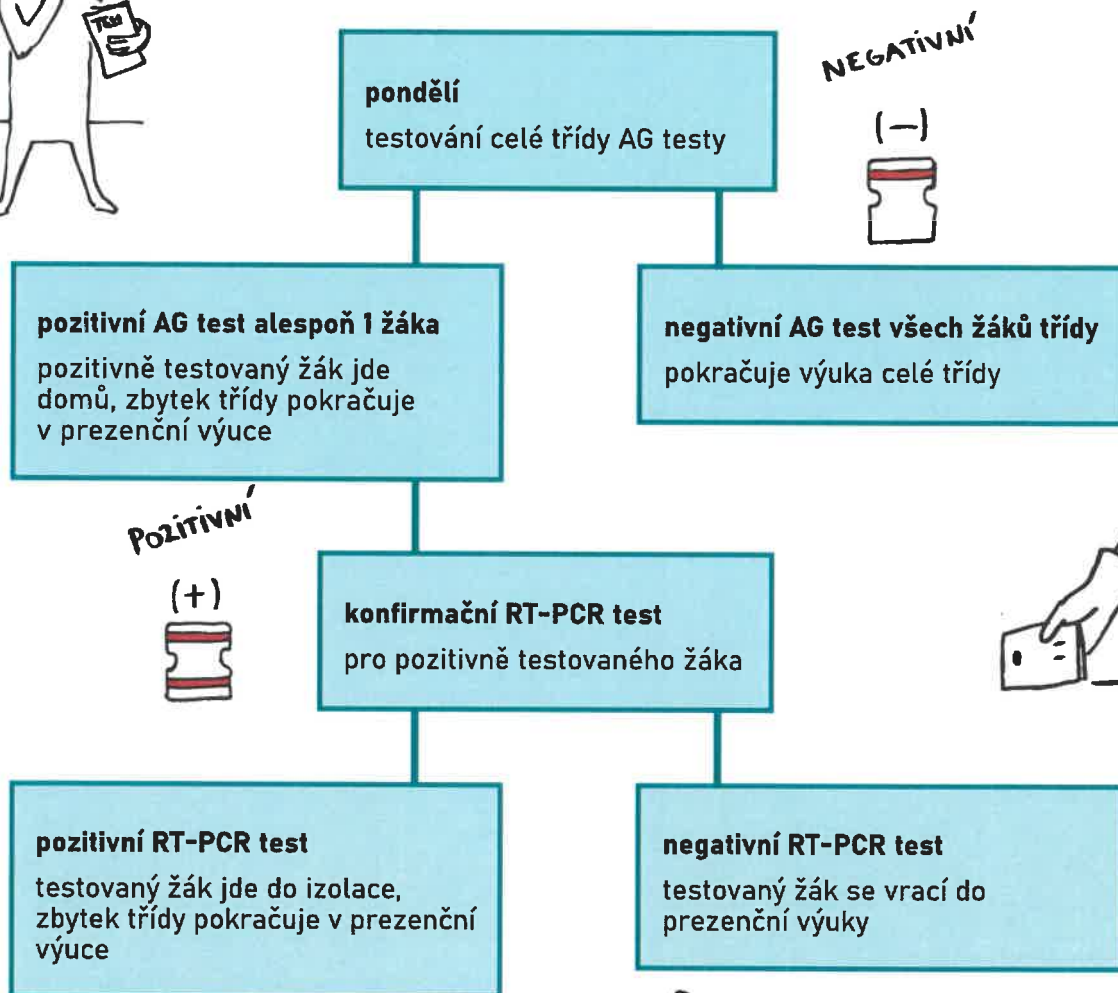 TEST
pondělí
testování celé třídy AG testy
NEGATIVNÍ
(−)
pozitivní AG test alespoň 1 žáka
pozitivně testovaný žák jde
domů, zbytek třídy pokračuje
v prezenční výuce
negativní AG test všech žáků třídy
pokračuje výuka celé třídy
POZITIVNÍ
(+)
konfirmační RT-PCR test
pro pozitivně testovaného žáka
pozitivní RT-PCR test
testovaný žák jde do izolace,
zbytek třídy pokračuje v prezenční
výuce
negativní RT-PCR test
testovaný žák se vrací do
prezenční výuky